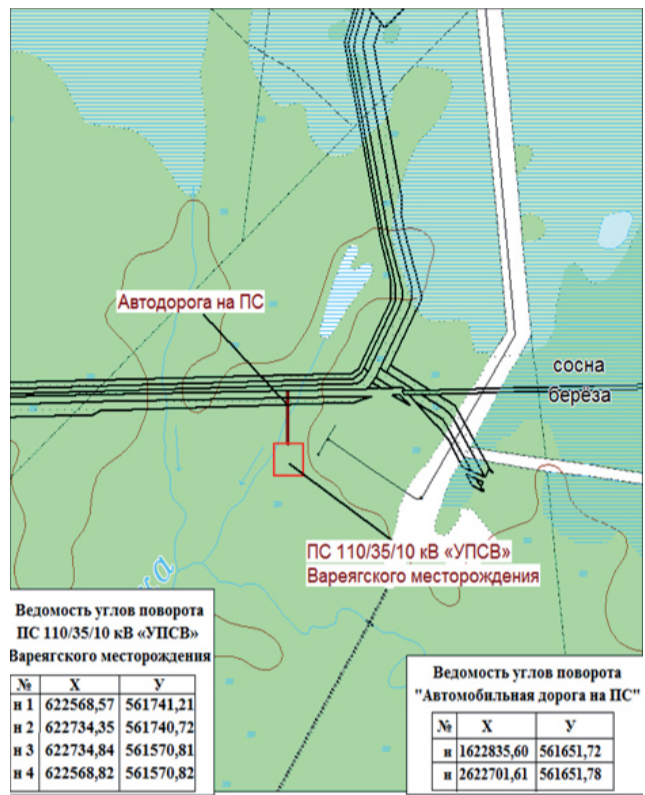 Автодорога на ПС
сосна
берёза
ПС 110/35/10 кВ «УПСВ»
Вареягского месторождения
Ведомость углов поворота
ПС 110/35/10 кВ «УПСВ»
Вареягского месторождения
№ X У
н 1 622568,57 561741,21
н 2 622734,35 561740,72
н 3 622734,84 561570,81
н 4 622568,82 561570,82
Ведомость углов поворота
"Автомобильная дорога на ПС"
№ X У
н 1622835,60 561651,72
н 2622701,61 561651,78